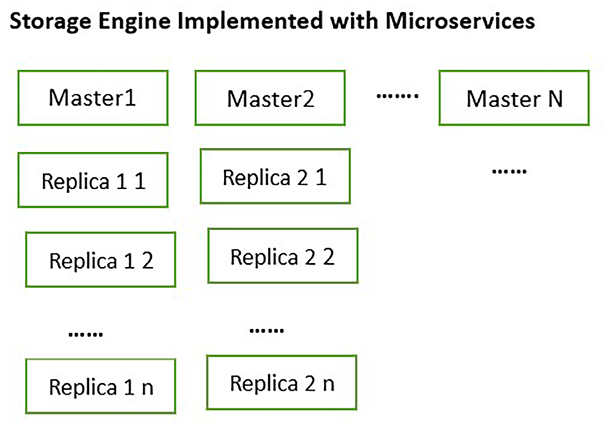 Storage Engine Implemented with Microservices
Master1
Master2
.......
Master N
Replica 1 1
Replica 2 1
......
Replica 1 2
Replica 2 2
......
......
Replica 1 n
Replica 2 n